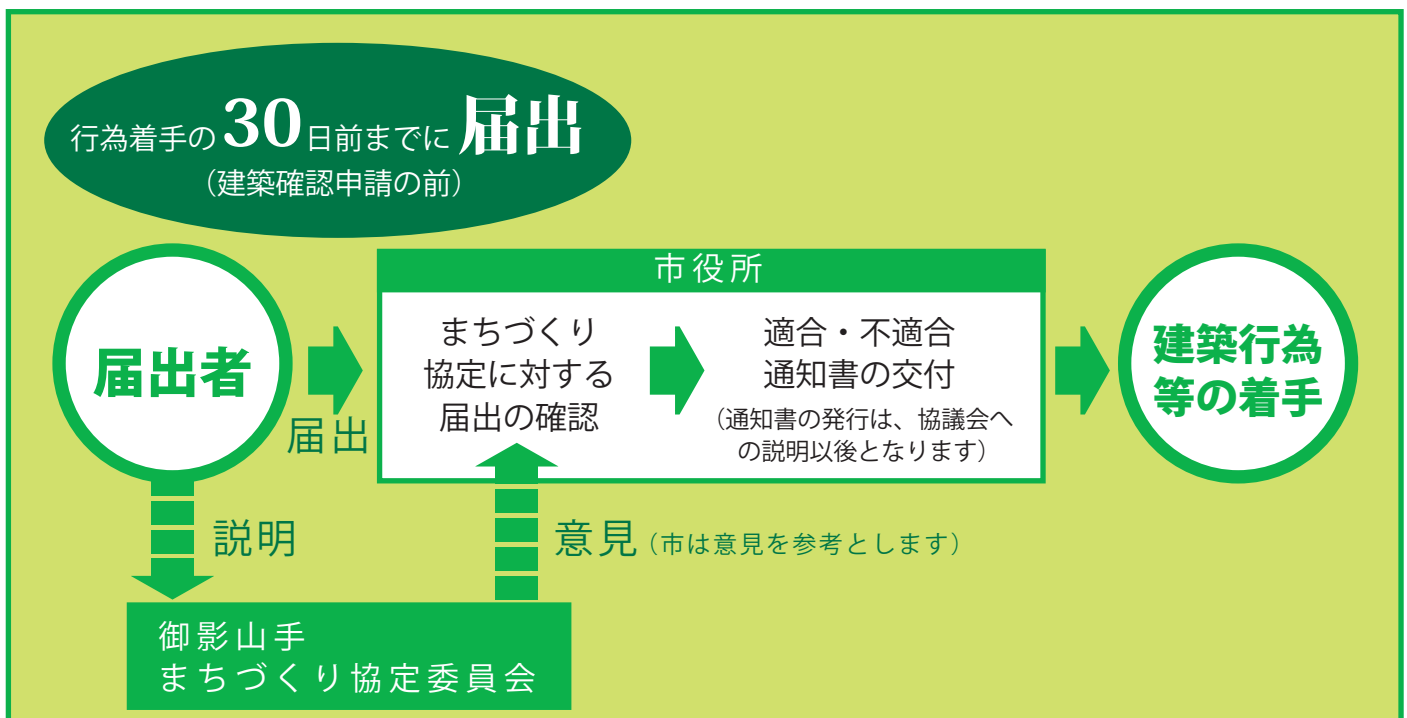 行為着手の30日前までに届出
（建築確認申請の前）
市役所
届出者
届出
まちづくり
協定に対する
届出の確認
適合・不適合
通知書の交付
（通知書の発行は、協議会へ
の説明以後となります）
建築行為
等の着手
説明
意見（市は意見を参考とします）
御影山手
まちづくり協定委員会